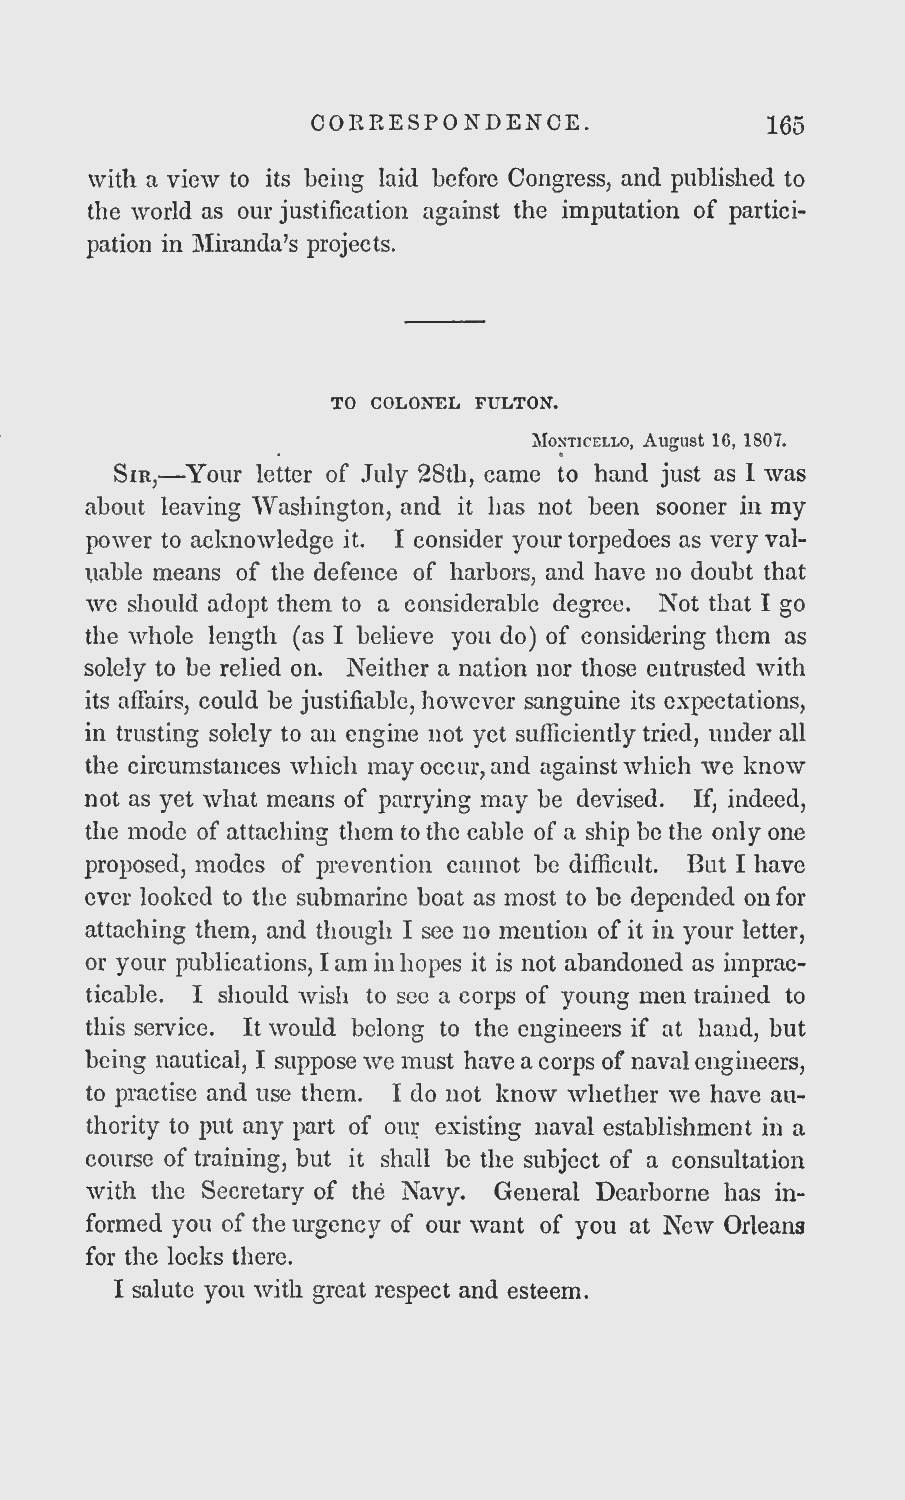 CORRESPONDENCE. 165
with a view to its being laid before Congress, and published to
the world as our justification against the imputation of partici-
pation in Miranda's projects.
TO COLONEL FULTON.
Monticello, August 16, 1807.
Sir,—Your letter of July 28th, came to hand just as I was
about leaving Washington, and it has not been sooner in my
power to acknowledge it. I consider your torpedoes as very val-
uable means of the defence of harbors, and have no doubt that
we should adopt them to a considerable degree. Not that I go
the whole length (as I believe you do) of considering them as
solely to be relied on. Neither a nation nor those entrusted with
its affairs, could be justifiable, however sanguine its expectations,
in trusting solely to an engine not yet sufficiently tried, under all
the circumstances which may occur, and against which we know
not as yet what means of parrying may be devised. If, indeed,
the mode of attaching them to the cable of a ship be the only one
proposed, modes of prevention cannot be difficult. But I have
ever looked to the submarine boat as most to be depended on for
attaching them, and though I see no mention of it in your letter,
or your publications, I am in hopes it is not abandoned as imprac-
ticable. I should wish to see a corps of young men trained to
this service. It would belong to the engineers if at hand, but
being nautical, I suppose we must have a corps of naval engineers,
to practise and use them. I do not know whether we have au-
thority to put any part of our existing naval establishment in a
course of training, but it shall be the subject of a consultation
with the Secretary of the Navy. General Dearborne has in-
formed you of the urgency of our want of you at New Orleans
for the locks there.
I salute you with great respect and esteem.